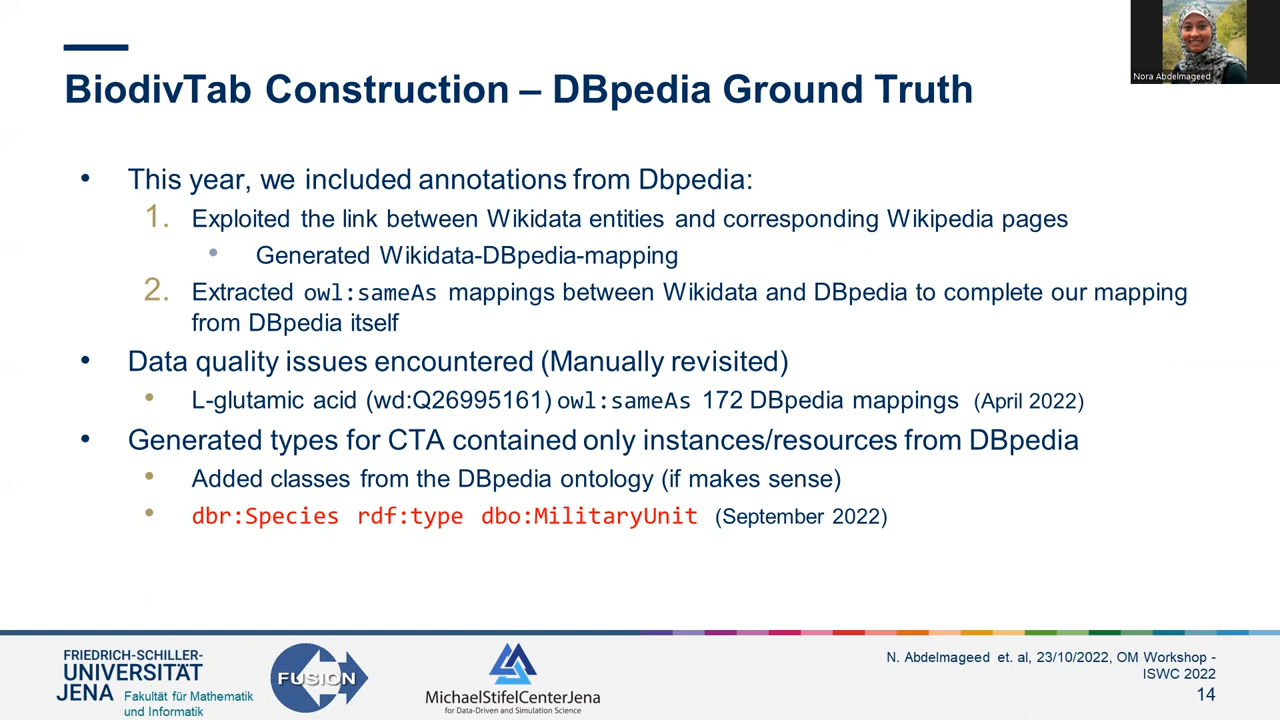 Nora Abdelmageed
BiodivTab Construction – DBpedia Ground Truth
• This year, we included annotations from Dbpedia:
1. Exploited the link between Wikidata entities and corresponding Wikipedia pages
• Generated Wikidata-DBpedia-mapping
2. Extracted owl:sameAs mappings between Wikidata and DBpedia to complete our mapping
from DBpedia itself
• Data quality issues encountered (Manually revisited)
• L-glutamic acid (wd:Q26995161) owl:sameAs 172 DBpedia mappings (April 2022)
• Generated types for CTA contained only instances/resources from DBpedia
• Added classes from the DBpedia ontology (if makes sense)
• dbr:Species rdf:type dbo:MilitaryUnit (September 2022)
FRIEDRICH-SCHILLER-
UNIVERSITÄT
JENA Fakultät für Mathematik
und Informatik
FUSION
MichaelStifelCenterJena
for Data-Driven and Simulation Science
N. Abdelmageed et. al, 23/10/2022, OM Workshop -
ISWC 2022
14